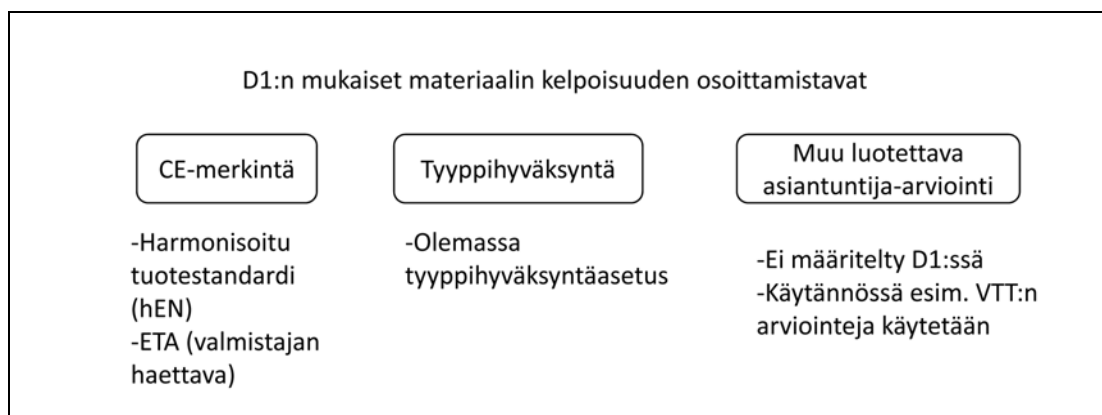 D1:n mukaiset materiaalin kelpoisuuden osoittamistavat
CE-merkintä
-Harmonisoitu
tuotestandardi
(hEN)
-ETA (valmistajan
haettava)
Tyyppihyväksyntä
-Olemassa
tyyppihyväksyntäasetus
Muu luotettava
asiantuntija-arviointi
-Ei määritelty D1:ssä
-Käytännössä esim. VTT:n
arviointeja käytetään